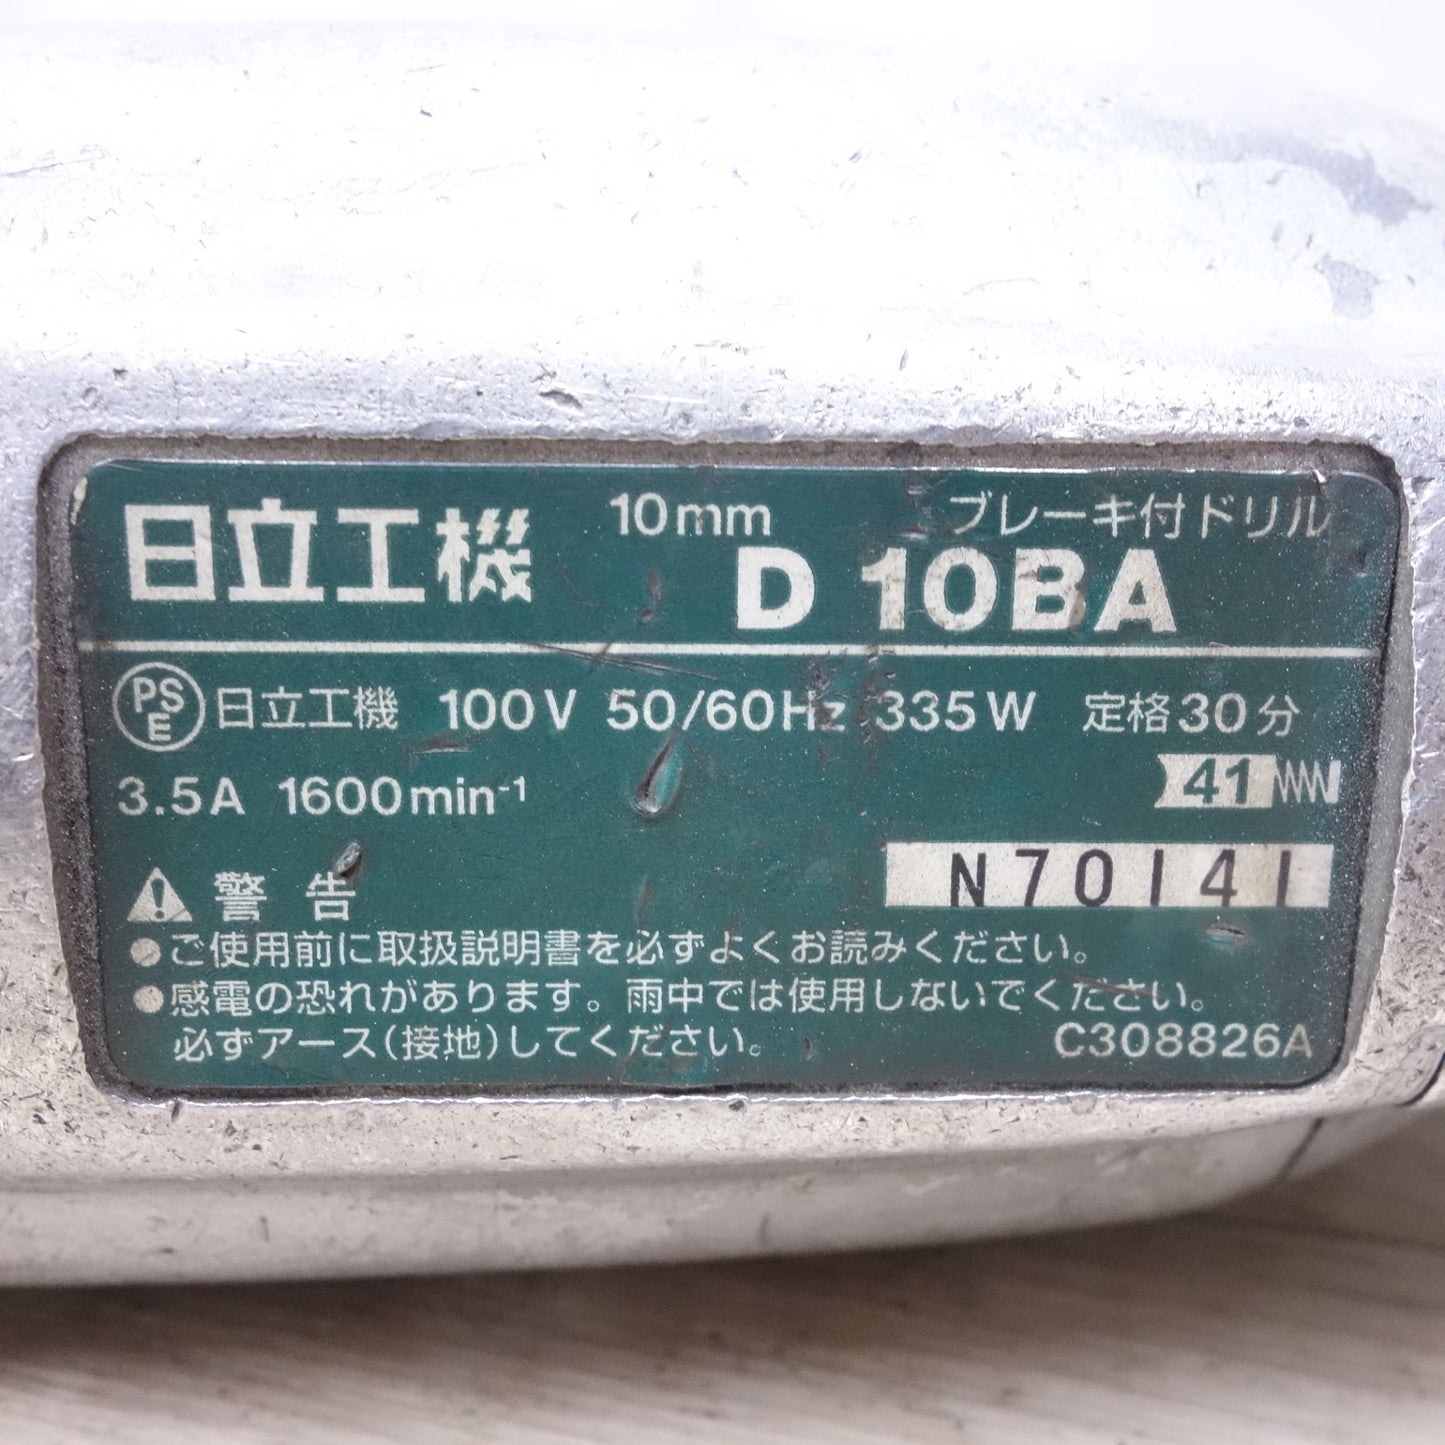 日立工機 10mm ブレーキ付ドリル
D 10BA
PSE 日立工機 100V 50/60Hz 335W 定格30分
3.5A 1600min⁻¹ 41
N70141
⚠警告
●ご使用前に取扱説明書を必ずよくお読みください。
●感電の恐れがあります。雨中では使用しないでください。
必ずアース(接地)してください。 C308826A